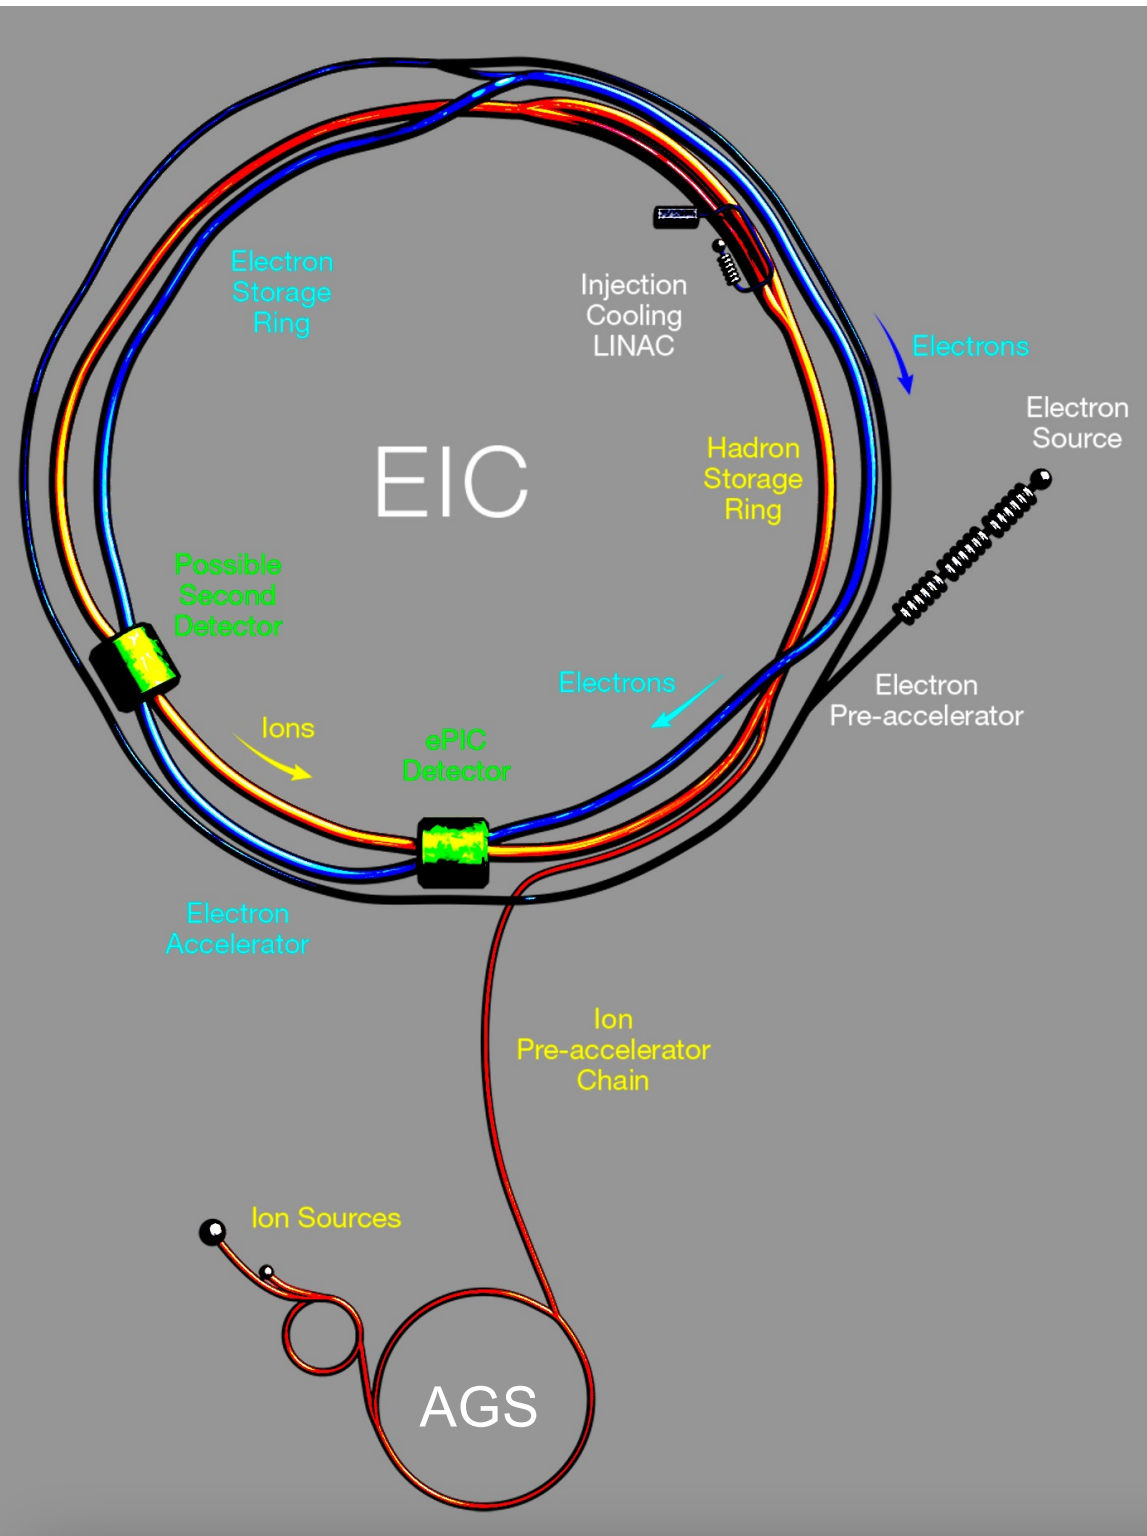 Electron
Storage
Ring
Injection
Cooling
LINAC
Electrons
Electron
Source
EIC
Hadron
Storage
Ring
Possible
Second
Detector
Electrons
Electron
Pre-accelerator
Ions
ePIC
Detector
Electron
Accelerator
Ion
Pre-accelerator
Chain
Ion Sources
AGS